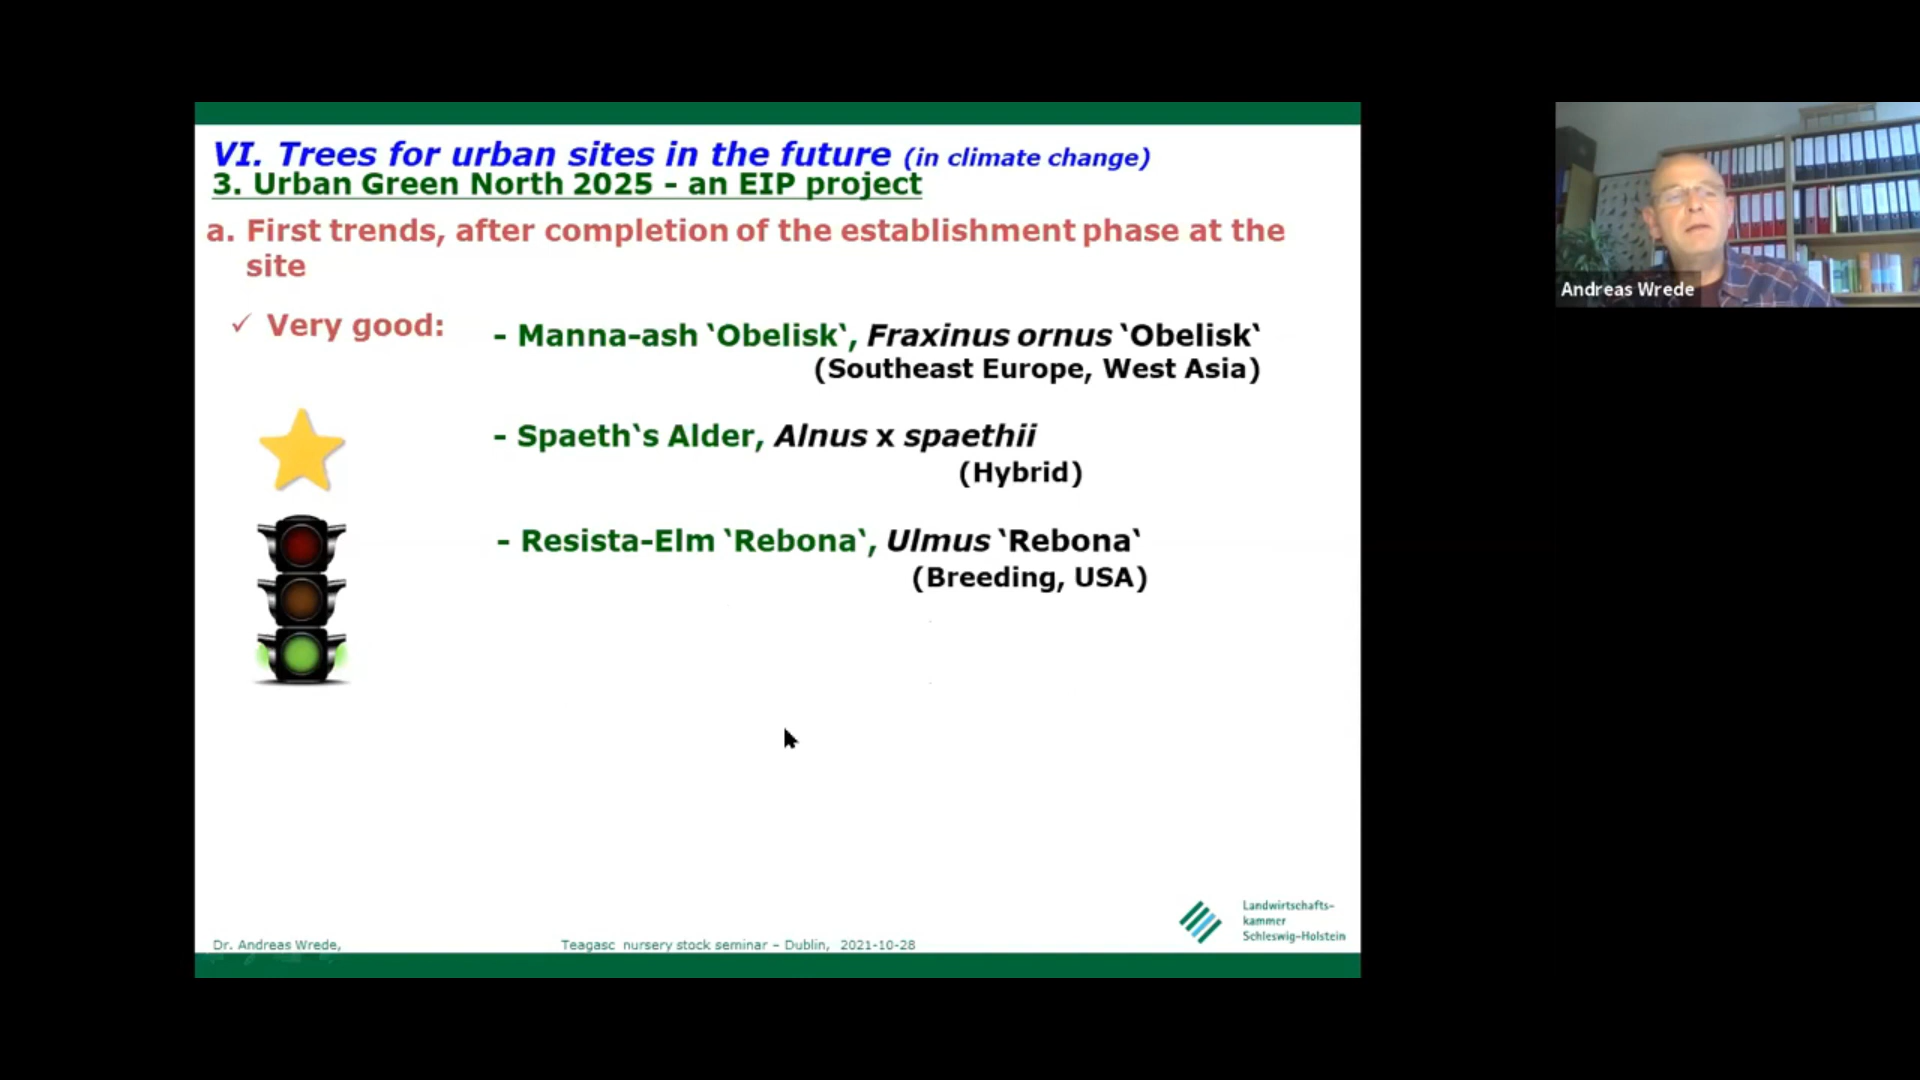 VI. Trees for urban sites in the future (in climate change)
3. Urban Green North 2025 - an EIP project
a. First trends, after completion of the establishment phase at the
site
✓ Very good:
- Manna-ash ‵Obelisk‵, Fraxinus ornus ‵Obelisk‵
(Southeast Europe, West Asia)
- Spaeth‵s Alder, Alnus x spaethii
(Hybrid)
- Resista-Elm ‵Rebona‵, Ulmus ‵Rebona‵
(Breeding, USA)
Dr. Andreas Wrede,
Teagasc nursery stock seminar – Dublin, 2021-10-28
Landwirtschafts-
kammer
Schleswig-Holstein
Andreas Wrede